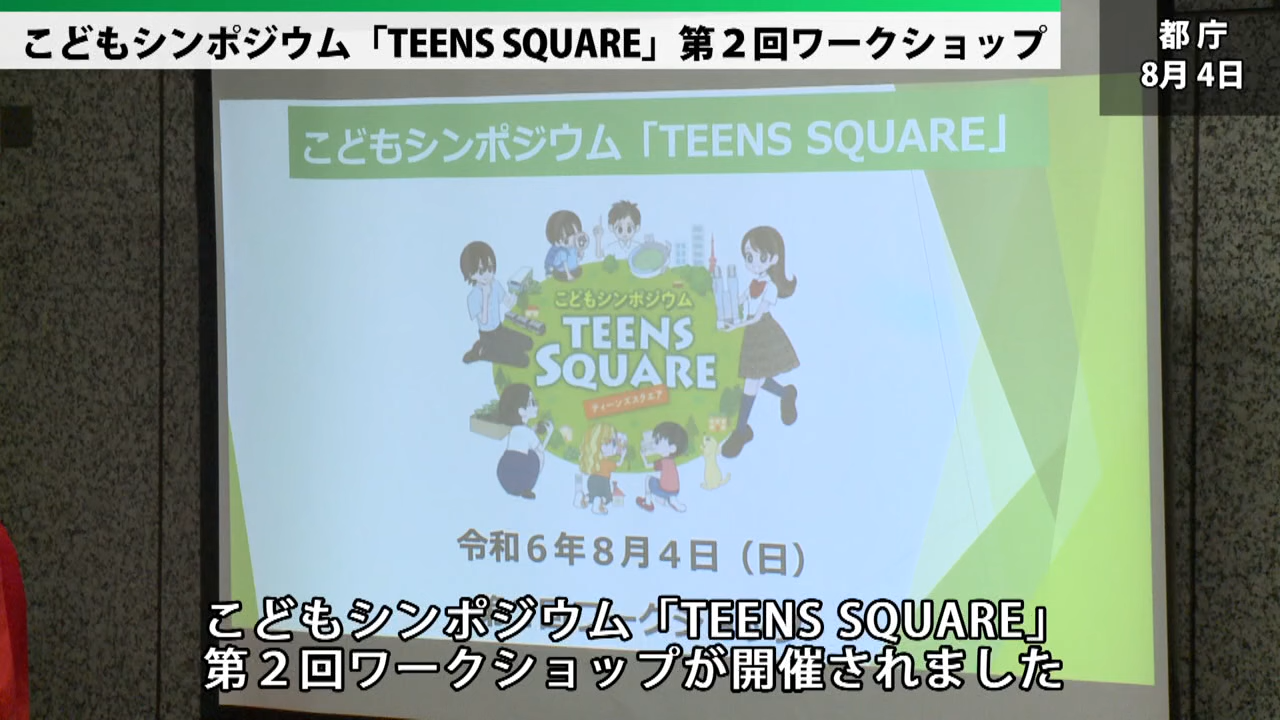 こどもシンポジウム「TEENS SQUARE」第２回ワークショップ
都庁
8月 4日
こどもシンポジウム「TEENS SQUARE」
こどもシンポジウム
TEENS
SQUARE
ティーンズスクエア
令和６年８月４日（日）
こどもシンポジウム「TEENS SQUARE」
第２回ワークショップが開催されました